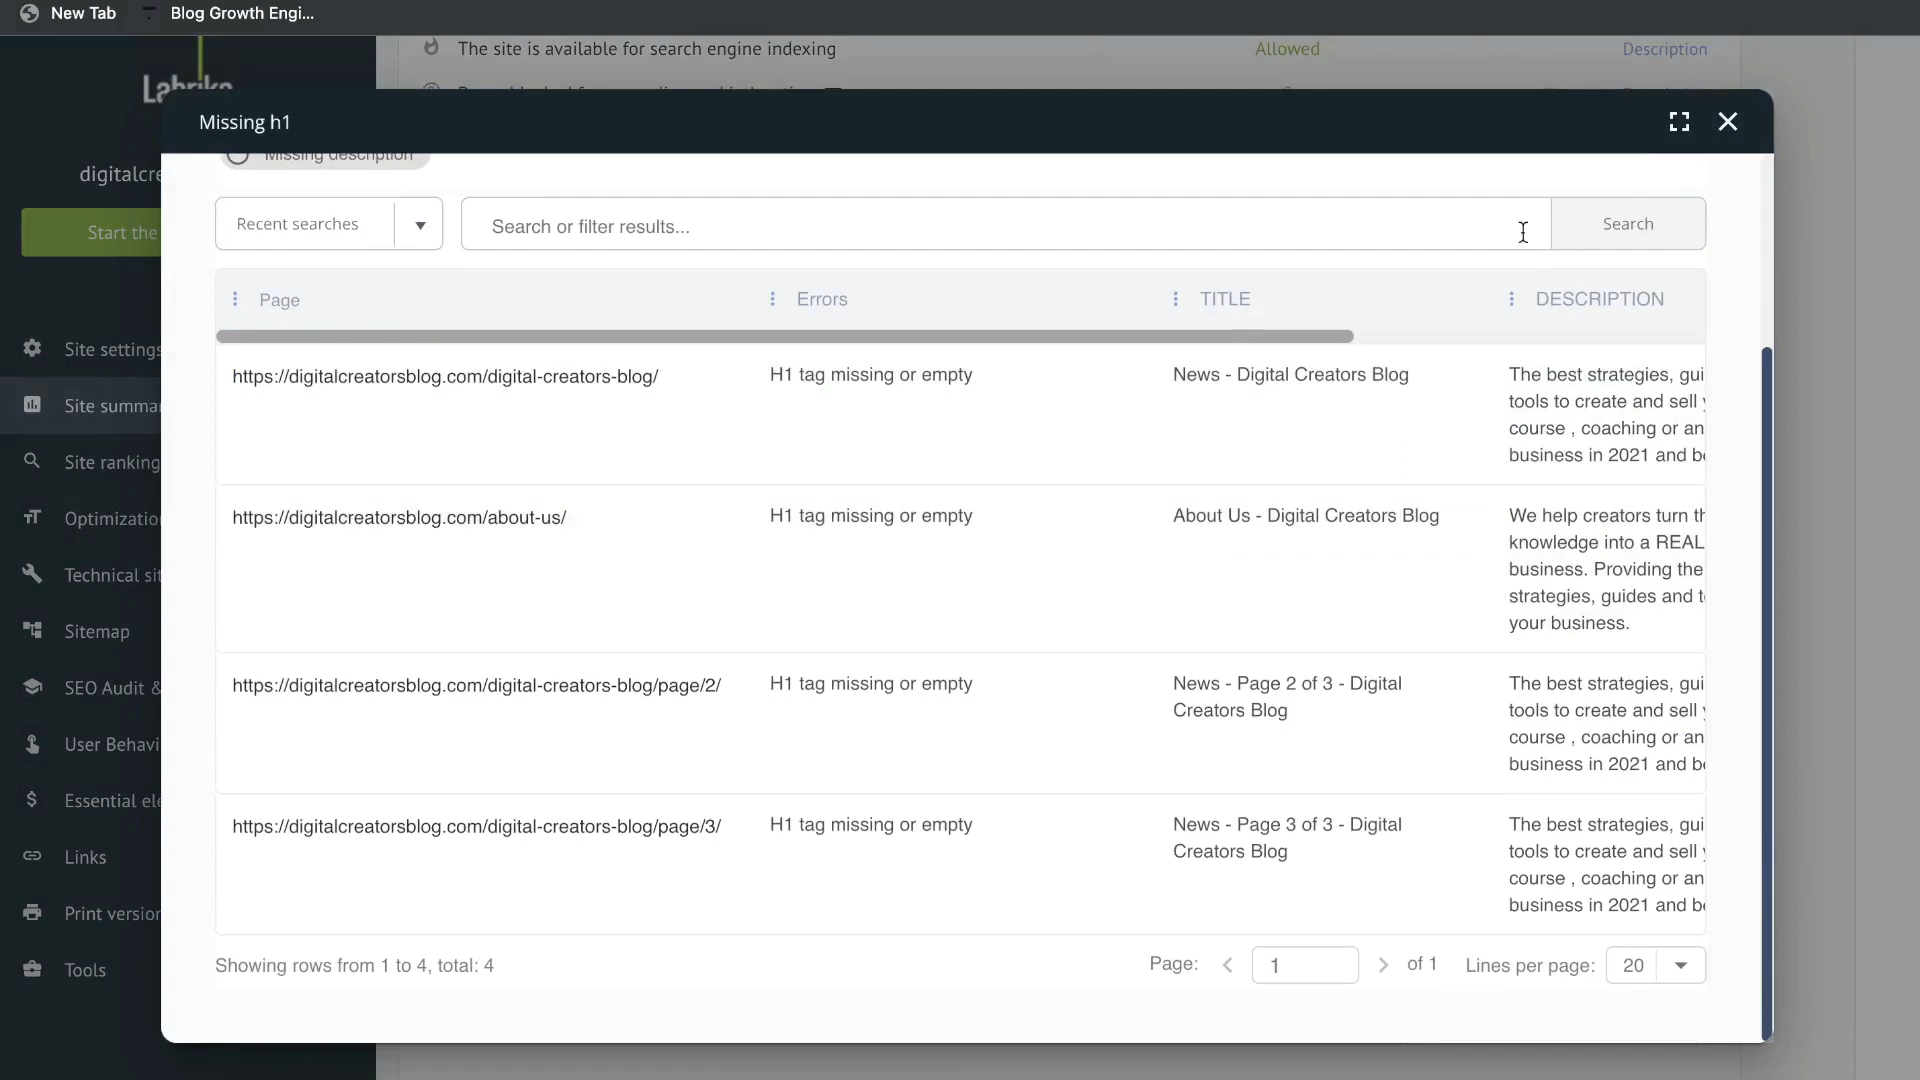 New Tab
Blog Growth Engi...
The site is available for search engine indexing
Allowed
Description
Labrika
Missing h1
Missing description
digitalcre
Start the
Recent searches
Search or filter results...
Search
Page
Errors
TITLE
DESCRIPTION
Site settings
https://digitalcreatorsblog.com/digital-creators-blog/
H1 tag missing or empty
News - Digital Creators Blog
The best strategies, gui
tools to create and sell
course , coaching or an
business in 2021 and be
Site summa
Site ranking
https://digitalcreatorsblog.com/about-us/
H1 tag missing or empty
About Us - Digital Creators Blog
We help creators turn th
knowledge into a REAL
business. Providing the
strategies, guides and t
your business.
Optimizatio
Technical sit
Sitemap
https://digitalcreatorsblog.com/digital-creators-blog/page/2/
H1 tag missing or empty
News - Page 2 of 3 - Digital
Creators Blog
The best strategies, gui
tools to create and sell
course , coaching or an
business in 2021 and be
SEO Audit &
User Behavi
Essential ele
https://digitalcreatorsblog.com/digital-creators-blog/page/3/
H1 tag missing or empty
News - Page 3 of 3 - Digital
Creators Blog
The best strategies, gui
tools to create and sell
course , coaching or an
business in 2021 and be
Links
Print version
Tools
Showing rows from 1 to 4, total: 4
Page:
1
of 1
Lines per page:
20